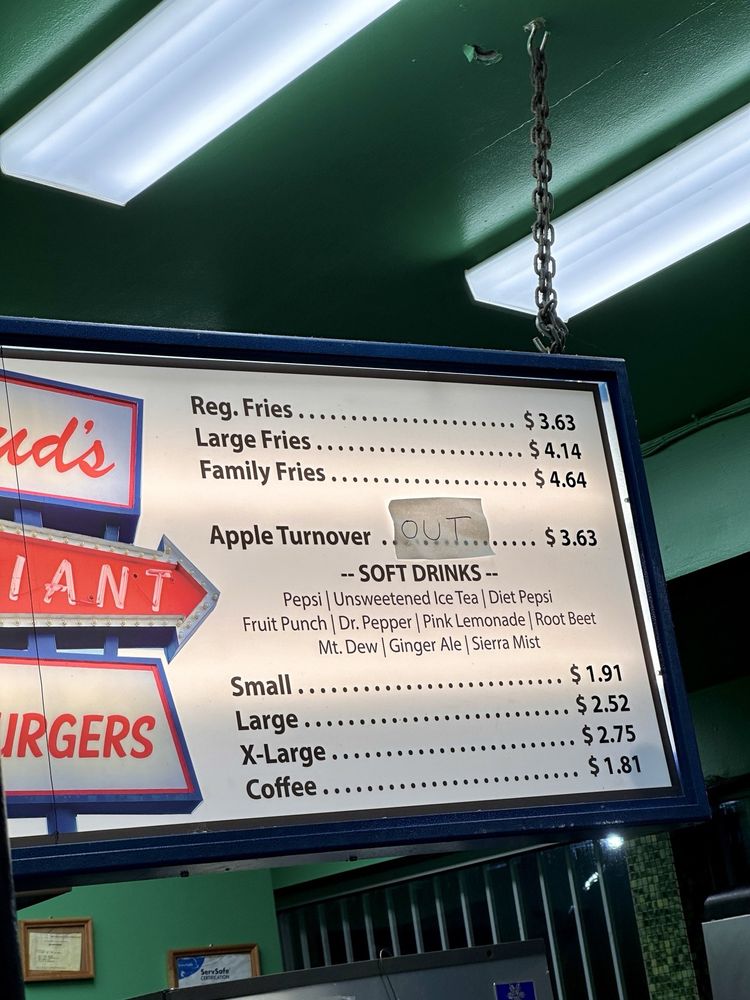 ud's
IANT
URGERS
Reg. Fries ...................... $ 3.63
Large Fries ..................... $ 4.14
Family Fries .................... $ 4.64
Apple Turnover .. OUT ...... $ 3.63
-- SOFT DRINKS --
Pepsi | Unsweetened Ice Tea | Diet Pepsi
Fruit Punch | Dr. Pepper | Pink Lemonade | Root Beet
Mt. Dew | Ginger Ale | Sierra Mist
Small .......................... $ 1.91
Large .......................... $ 2.52
X-Large ........................ $ 2.75
Coffee ......................... $ 1.81
ServSafe
CERTIFICATION